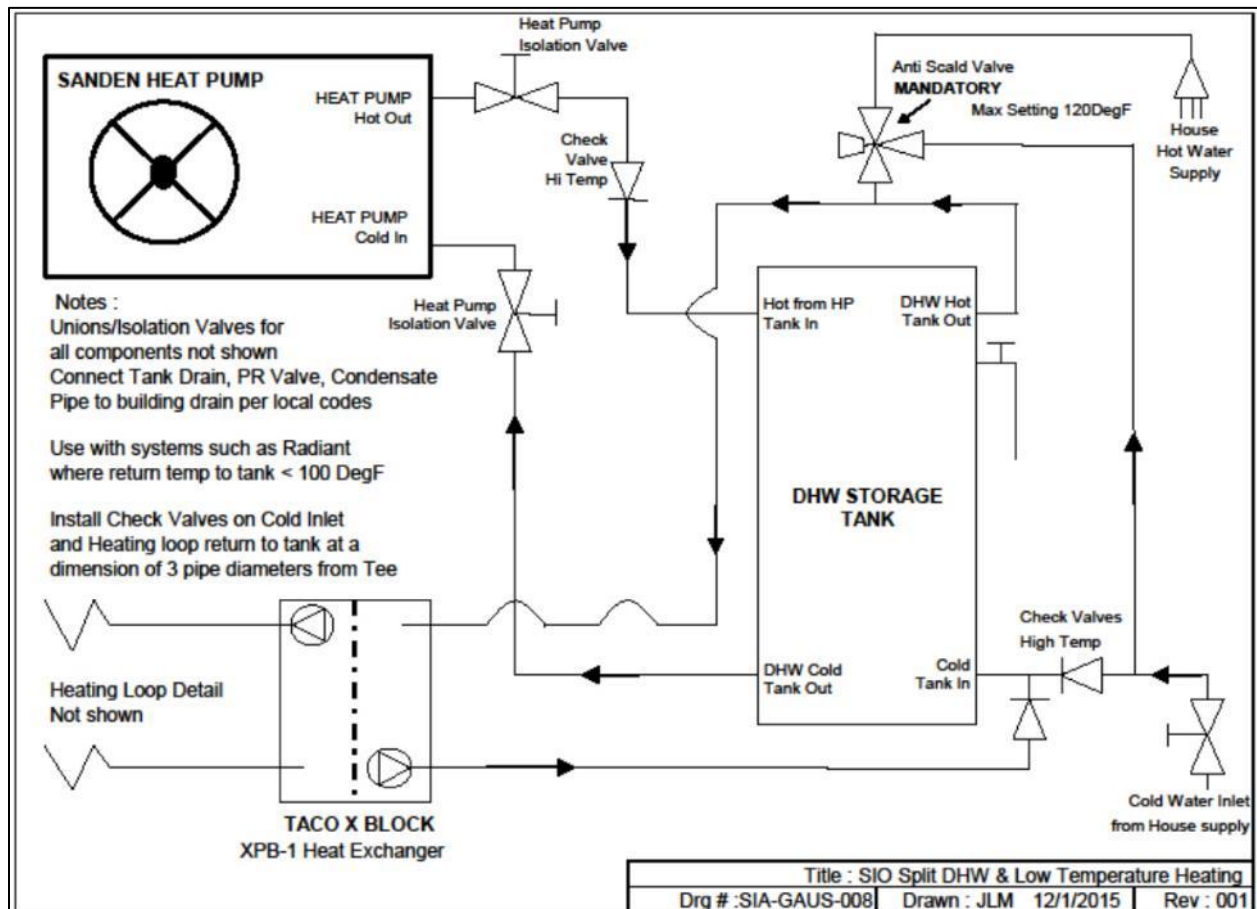 Heat Pump
Isolation Valve
SANDEN HEAT PUMP
HEAT PUMP
Hot Out
HEAT PUMP
Cold In
Check
Valve
Hi Temp
Anti Scald Valve
MANDATORY
Max Setting 120DegF
House
Hot Water
Supply
Heat Pump
Isolation Valve
Hot from HP
Tank In
DHW Hot
Tank Out
Notes :
Unions/Isolation Valves for
all components not shown
Connect Tank Drain, PR Valve, Condensate
Pipe to building drain per local codes
Use with systems such as Radiant
where return temp to tank < 100 DegF
Install Check Valves on Cold Inlet
and Heating loop return to tank at a
dimension of 3 pipe diameters from Tee
DHW STORAGE
TANK
Check Valves
High Temp
DHW Cold
Tank Out
Cold
Tank In
Heating Loop Detail
Not shown
Cold Water Inlet
from House supply
TACO X BLOCK
XPB-1 Heat Exchanger
Title : SIO Split DHW & Low Temperature Heating
Drg # :SIA-GAUS-008 Drawn : JLM 12/1/2015 Rev : 001